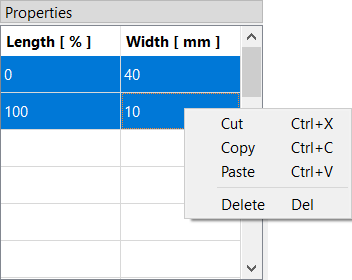 Properties
Length [ % ] Width [ mm ]
0 40
100 10
Cut Ctrl+X
Copy Ctrl+C
Paste Ctrl+V
Delete Del